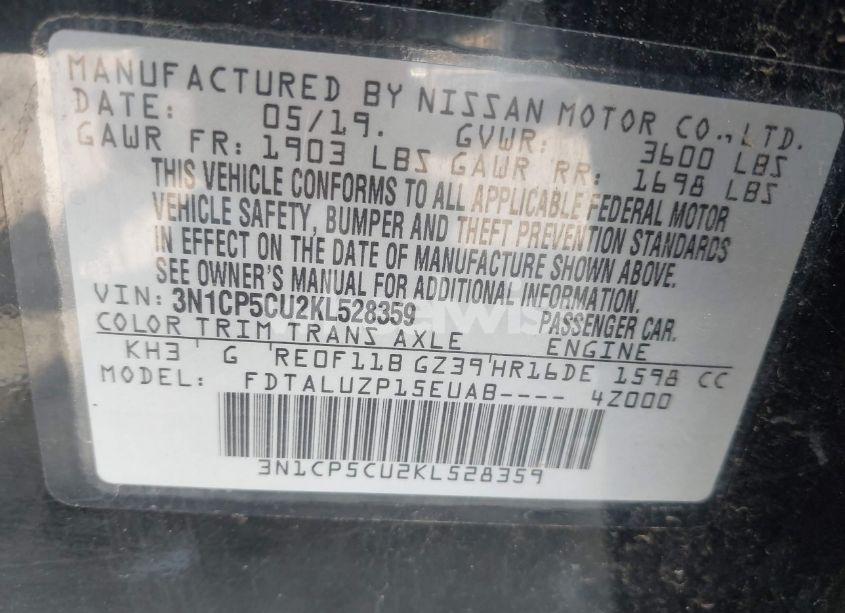 MANUFACTURED BY NISSAN MOTOR CO.,LTD.
DATE: 05/19. GVWR: 3600 LBS
GAWR FR: 1903 LBS GAWR RR: 1698 LBS
THIS VEHICLE CONFORMS TO ALL APPLICABLE FEDERAL MOTOR
VEHICLE SAFETY, BUMPER AND THEFT PREVENTION STANDARDS
IN EFFECT ON THE DATE OF MANUFACTURE SHOWN ABOVE.
SEE OWNER'S MANUAL FOR ADDITIONAL INFORMATION.
VIN: 3N1CP5CU2KL528359 PASSENGER CAR.
COLOR TRIM TRANS AXLE ENGINE
KH3 G RE0F11B GZ39 HR16DE 1598 CC
MODEL: FDTALUZP15EUAB---- 4Z000
3N1CP5CU2KL528359